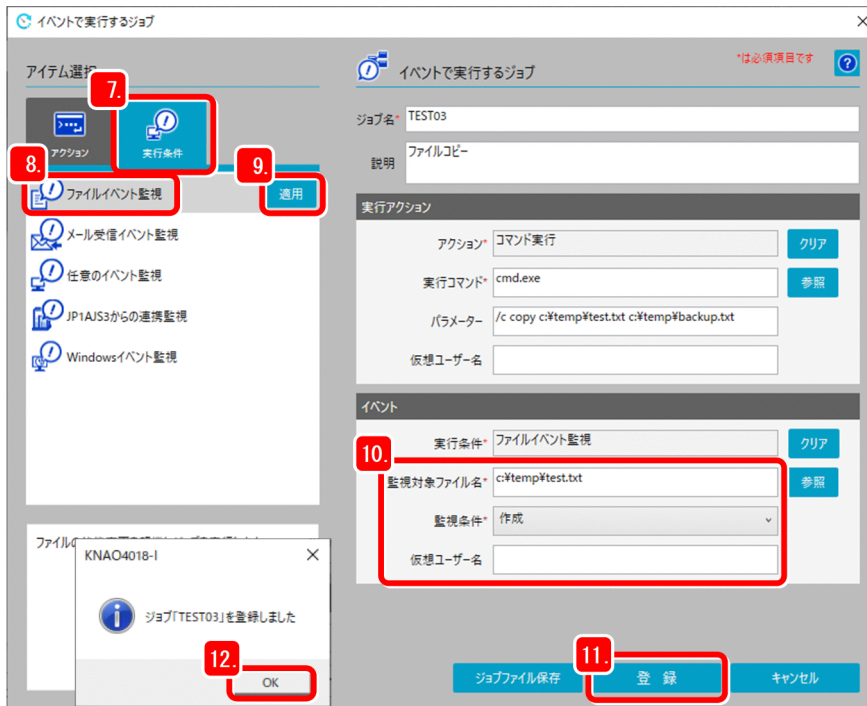 イベントで実行するジョブ
アイテム選択
7.
アクション
実行条件
8.
ファイルイベント監視
9.
適用
メール受信イベント監視
任意のイベント監視
JP1AJS3からの連携監視
Windowsイベント監視
イベントで実行するジョブ
*は必須項目です
?
ジョブ名* TEST03
説明 ファイルコピー
実行アクション
アクション* コマンド実行 クリア
実行コマンド* cmd.exe 参照
パラメーター /c copy c:¥temp¥test.txt c:¥temp¥backup.txt
仮想ユーザー名
イベント
実行条件* ファイルイベント監視 クリア
10.
監視対象ファイル名* c:¥temp¥test.txt 参照
監視条件* 作成
仮想ユーザー名
ファイルの
KNAO4018-I
ジョブ「TEST03」を登録しました
12.
OK
11.
ジョブファイル保存 登 録 キャンセル